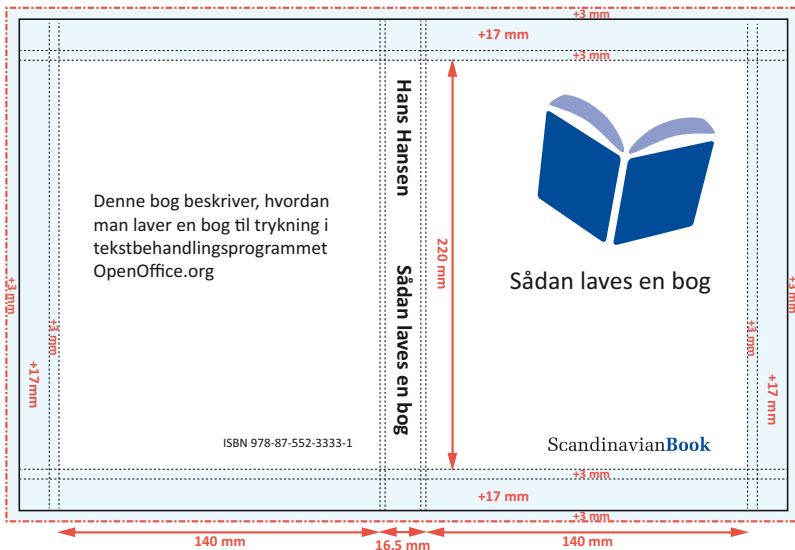 +3 mm
+17 mm
+3 mm
Denne bog beskriver, hvordan
man laver en bog til trykning i
tekstbehandlingsprogrammet
OpenOffice.org
ISBN 978-87-552-3333-1
Hans Hansen
Sådan laves en bog
220 mm
Sådan laves en bog
ScandinavianBook
+3 mm
+3 mm
+17mm
+3 mm
+3 mm
+17 mm
+3 mm
+17 mm
+3 mm
140 mm
16,5 mm
140 mm